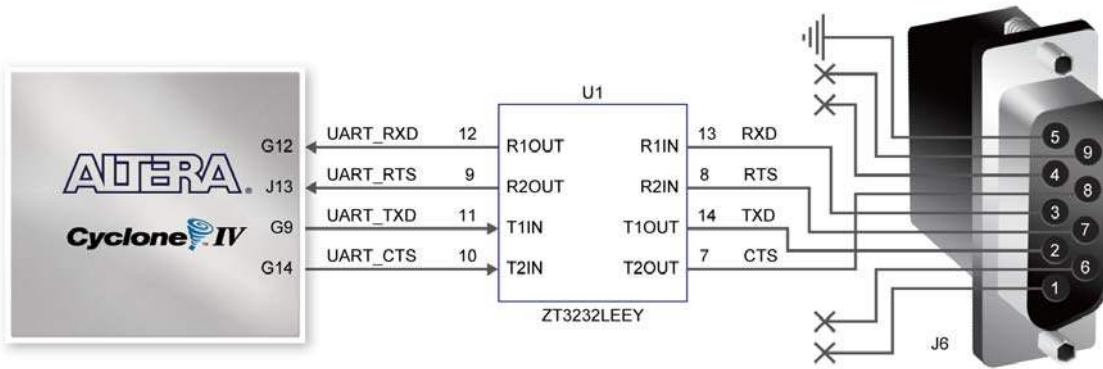 U1
ALTERA.
Cyclone IV
G12 UART_RXD 12 R1OUT R1IN 13 RXD
J13 UART_RTS 9 R2OUT R2IN 8 RTS
G9 UART_TXD 11 T1IN T1OUT 14 TXD
G14 UART_CTS 10 T2IN T2OUT 7 CTS
ZT3232LEEY
5
9
4
8
3
7
2
6
1
J6